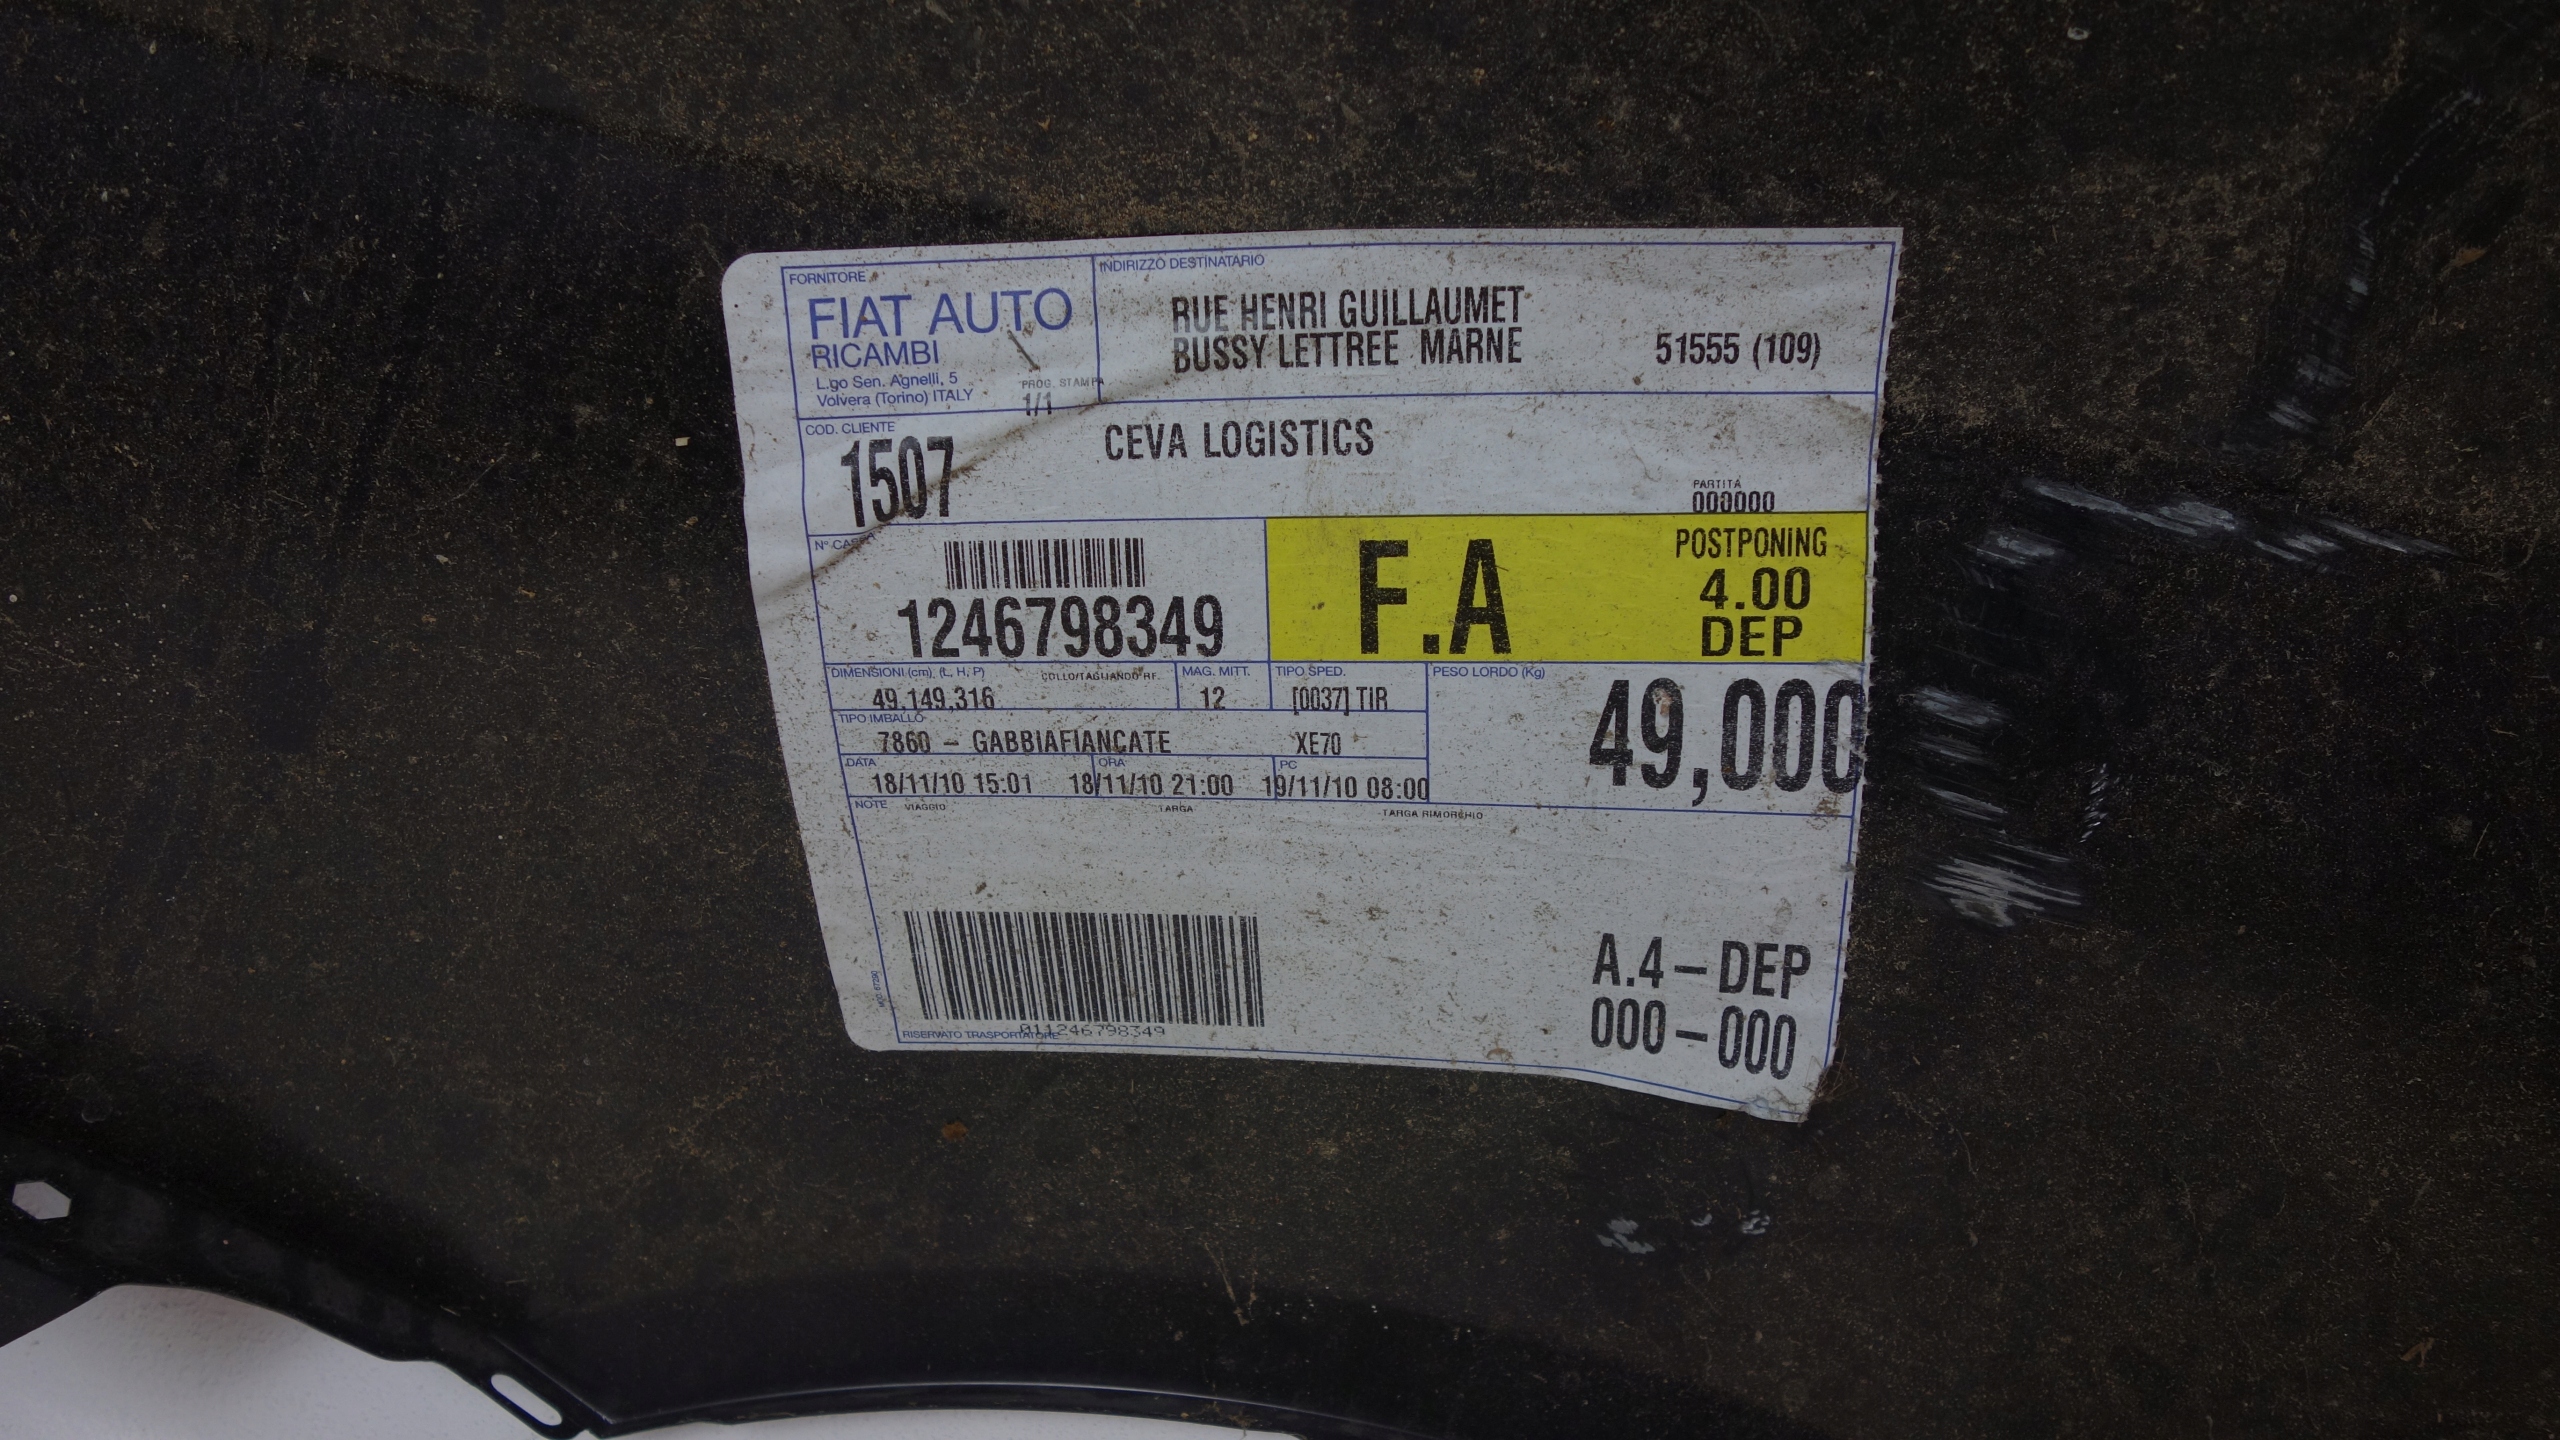 FORNITORE
FIAT AUTO
RICAMBI
L.go Sen. Agnelli, 5
Volvera (Torino) ITALY
PROG. STAMPA
1/1
INDIRIZZO DESTINATARIO
RUE HENRI GUILLAUMET
BUSSY LETTREE MARNE 51555 (109)
COD. CLIENTE
1507
CEVA LOGISTICS
PARTITA
000000
N° CASSA
1246798349
F.A
POSTPONING
4.00
DEP
DIMENSIONI (cm). (L, H, P) COLLO/TAGLIANDO RF.
49,149,316
MAG. MITT.
12
TIPO SPED.
[0037] TIR
PESO LORDO (Kg)
49,000
TIPO IMBALLO
7860 – GABBIAFIANCATE XE70
DATA
18/11/10 15:01
ORA
18/11/10 21:00
PC
19/11/10 08:00
NOTE VIAGGIO TARGA TARGA RIMORCHIO
A.4 – DEP
000 – 000
011246798349
RISERVATO TRASPORTATORE